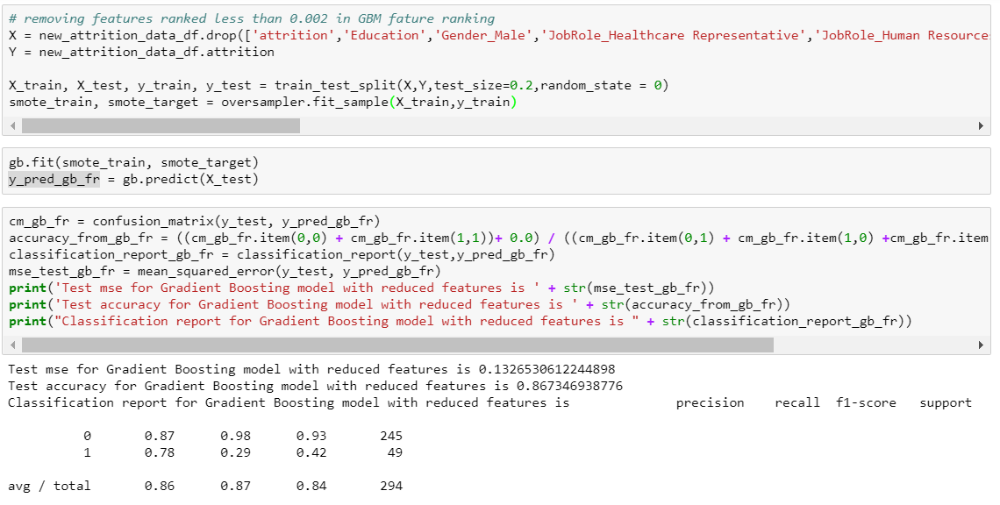 # removing features ranked less than 0.002 in GBM fature ranking
X = new_attrition_data_df.drop(['attrition','Education','Gender_Male','JobRole_Healthcare Representative','JobRole_Human Resources
Y = new_attrition_data_df.attrition
X_train, X_test, y_train, y_test = train_test_split(X,Y,test_size=0.2,random_state = 0)
smote_train, smote_target = oversampler.fit_sample(X_train,y_train)
gb.fit(smote_train, smote_target)
y_pred_gb_fr = gb.predict(X_test)
cm_gb_fr = confusion_matrix(y_test, y_pred_gb_fr)
accuracy_from_gb_fr = ((cm_gb_fr.item(0,0) + cm_gb_fr.item(1,1))+ 0.0) / ((cm_gb_fr.item(0,1) + cm_gb_fr.item(1,0) +cm_gb_fr.item
classification_report_gb_fr = classification_report(y_test,y_pred_gb_fr)
mse_test_gb_fr = mean_squared_error(y_test, y_pred_gb_fr)
print('Test mse for Gradient Boosting model with reduced features is ' + str(mse_test_gb_fr))
print('Test accuracy for Gradient Boosting model with reduced features is ' + str(accuracy_from_gb_fr))
print("Classification report for Gradient Boosting model with reduced features is " + str(classification_report_gb_fr))
Test mse for Gradient Boosting model with reduced features is 0.1326530612244898
Test accuracy for Gradient Boosting model with reduced features is 0.867346938776
Classification report for Gradient Boosting model with reduced features is precision recall f1-score support
0 0.87 0.98 0.93 245
1 0.78 0.29 0.42 49
avg / total 0.86 0.87 0.84 294